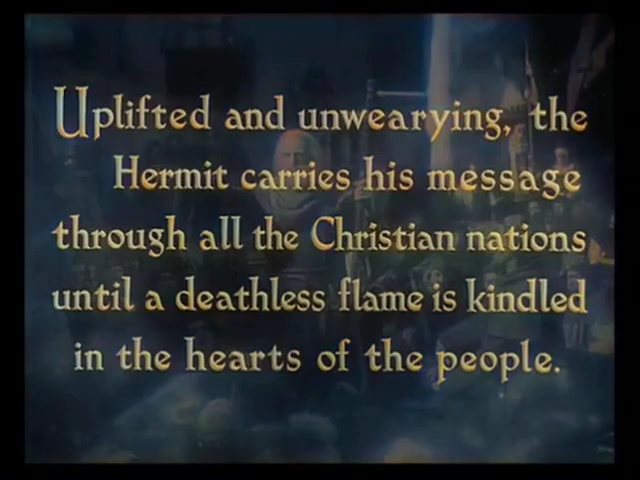 Uplifted and unwearying, the
Hermit carries his message
through all the Christian nations
until a deathless flame is kindled
in the hearts of the people.